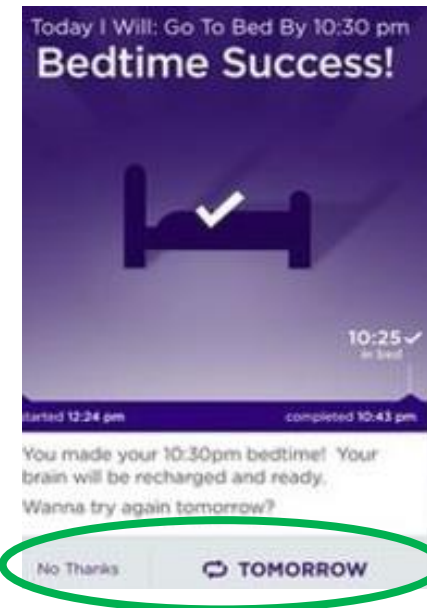 Today I Will: Go To Bed By 10:30 pm
Bedtime Success!
10:25
in bed
started 12:24 pm
completed 10:43 pm
You made your 10:30pm bedtime! Your
brain will be recharged and ready.
Wanna try again tomorrow?
No Thanks
TOMORROW